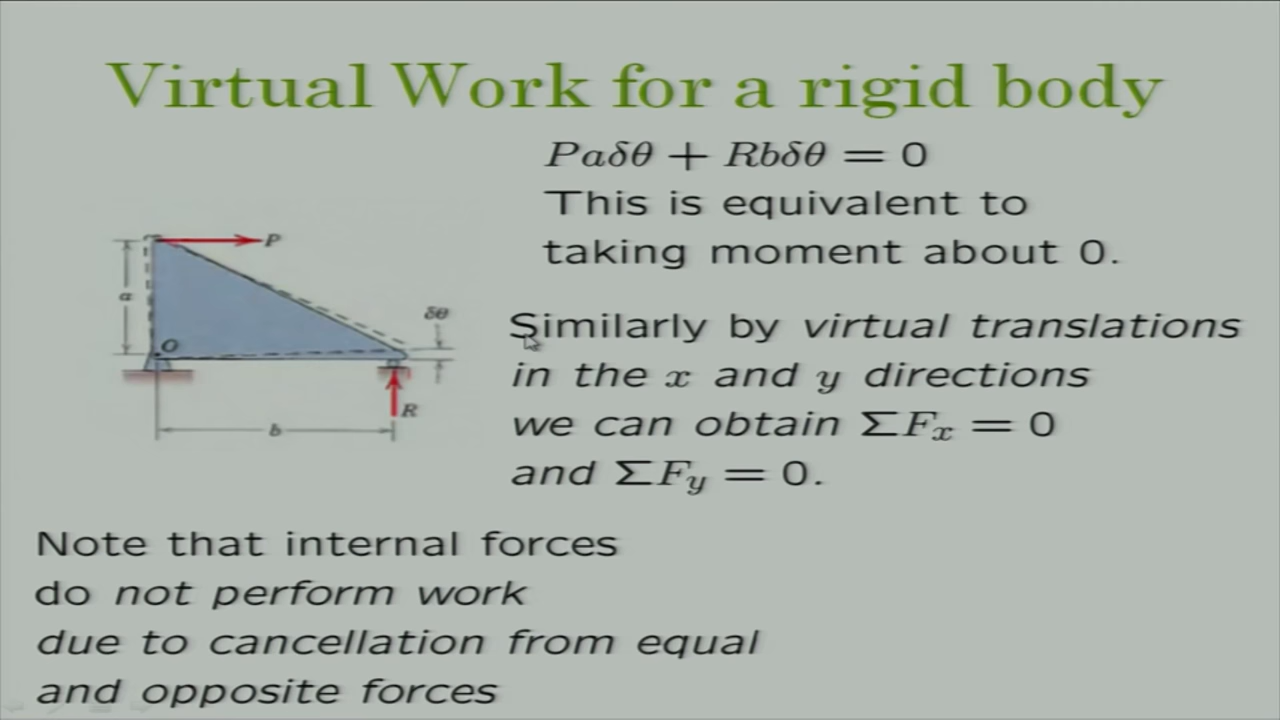 Virtual Work for a rigid body
Paδθ + Rbδθ = 0
This is equivalent to
taking moment about 0.
P
a
δθ
O
R
b
Similarly by virtual translations
in the x and y directions
we can obtain ΣFₓ = 0
and ΣF_y = 0.
Note that internal forces
do not perform work
due to cancellation from equal
and opposite forces